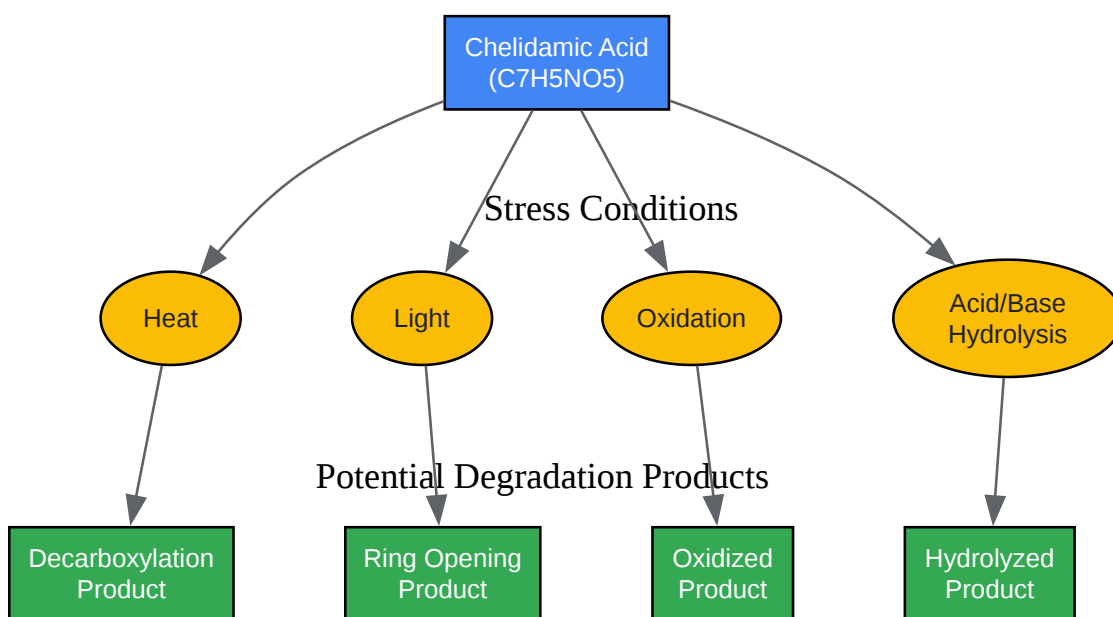 Chelidamic Acid
(C7H5NO5)
Stress Conditions
Heat
Light
Oxidation
Acid/Base
Hydrolysis
Potential Degradation Products
Decarboxylation
Product
Ring Opening
Product
Oxidized
Product
Hydrolyzed
Product